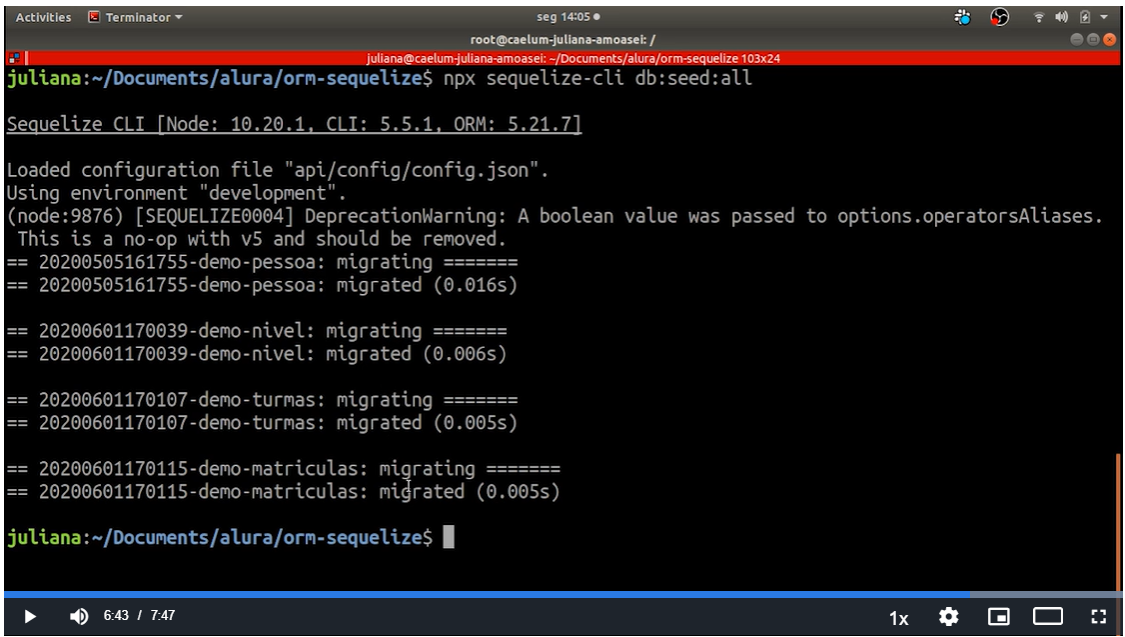 Activities Terminator seg 14:05
root@caelum-juliana-amoasei: /
juliana@caelum-juliana-amoasei: ~/Documents/alura/orm-sequelize 103x24
juliana:~/Documents/alura/orm-sequelize$ npx sequelize-cli db:seed:all
Sequelize CLI [Node: 10.20.1, CLI: 5.5.1, ORM: 5.21.7]
Loaded configuration file "api/config/config.json".
Using environment "development".
(node:9876) [SEQUELIZE0004] DeprecationWarning: A boolean value was passed to options.operatorsAliases.
 This is a no-op with v5 and should be removed.
== 20200505161755-demo-pessoa: migrating =======
== 20200505161755-demo-pessoa: migrated (0.016s)
== 20200601170039-demo-nivel: migrating =======
== 20200601170039-demo-nivel: migrated (0.006s)
== 20200601170107-demo-turmas: migrating =======
== 20200601170107-demo-turmas: migrated (0.005s)
== 20200601170115-demo-matriculas: migrating =======
== 20200601170115-demo-matriculas: migrated (0.005s)
juliana:~/Documents/alura/orm-sequelize$
6:43 / 7:47 1x